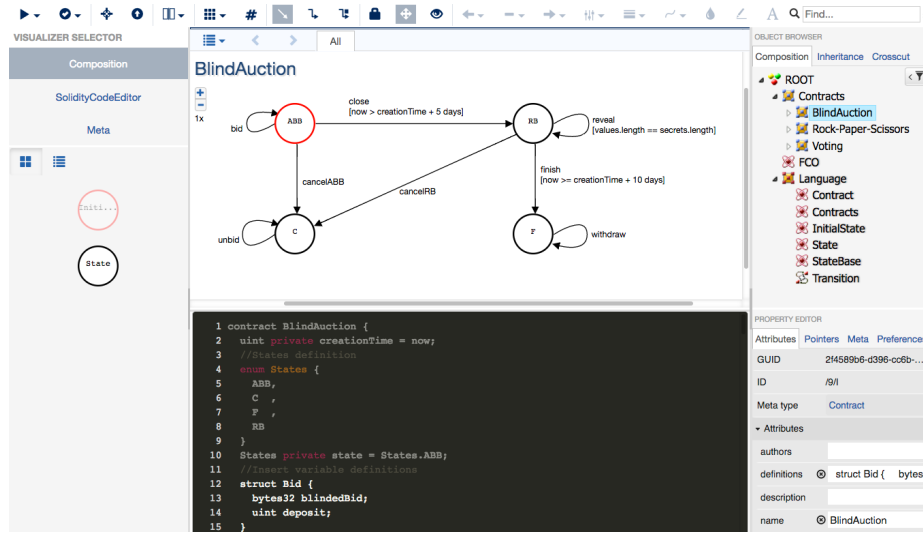 # A Find...
VISUALIZER SELECTOR
Composition
SolidityCodeEditor
Meta
Initi...
State
All
BlindAuction
+
-
1x
ABB
RB
C
F
bid
close
[now > creationTime + 5 days]
reveal
[values.length == secrets.length]
cancelABB
cancelRB
finish
[now >= creationTime + 10 days]
unbid
withdraw
1 contract BlindAuction {
2 uint private creationTime = now;
3 //States definition
4 enum States {
5 ABB,
6 C ,
7 F ,
8 RB
9 }
10 States private state = States.ABB;
11 //Insert variable definitions
12 struct Bid {
13 bytes32 blindedBid;
14 uint deposit;
15 }
OBJECT BROWSER
Composition Inheritance Crosscut
ROOT
Contracts
BlindAuction
Rock-Paper-Scissors
Voting
FCO
Language
Contract
Contracts
InitialState
State
StateBase
Transition
PROPERTY EDITOR
Attributes Pointers Meta Preferences
GUID 2f4589b6-d396-cc6b-...
ID /9/I
Meta type Contract
Attributes
authors
definitions struct Bid { bytes
description
name BlindAuction